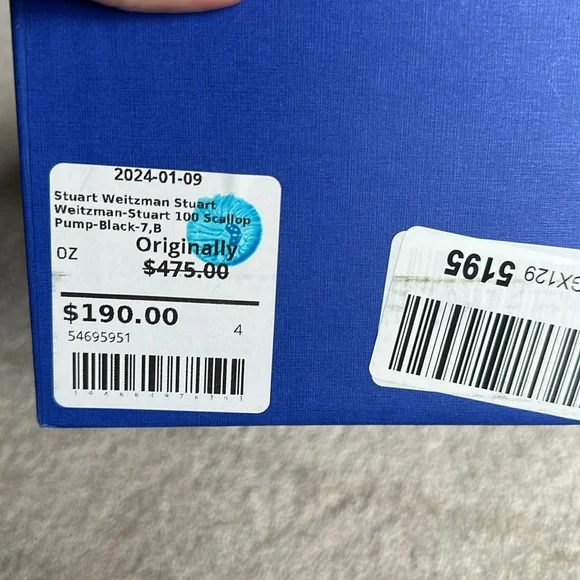 2024-01-09
Stuart Weitzman Stuart
Weitzman-Stuart 100 Scallop
Pump-Black-7,B
Originally
OZ
$475.00
$190.00
54695951
4
GX129 5195